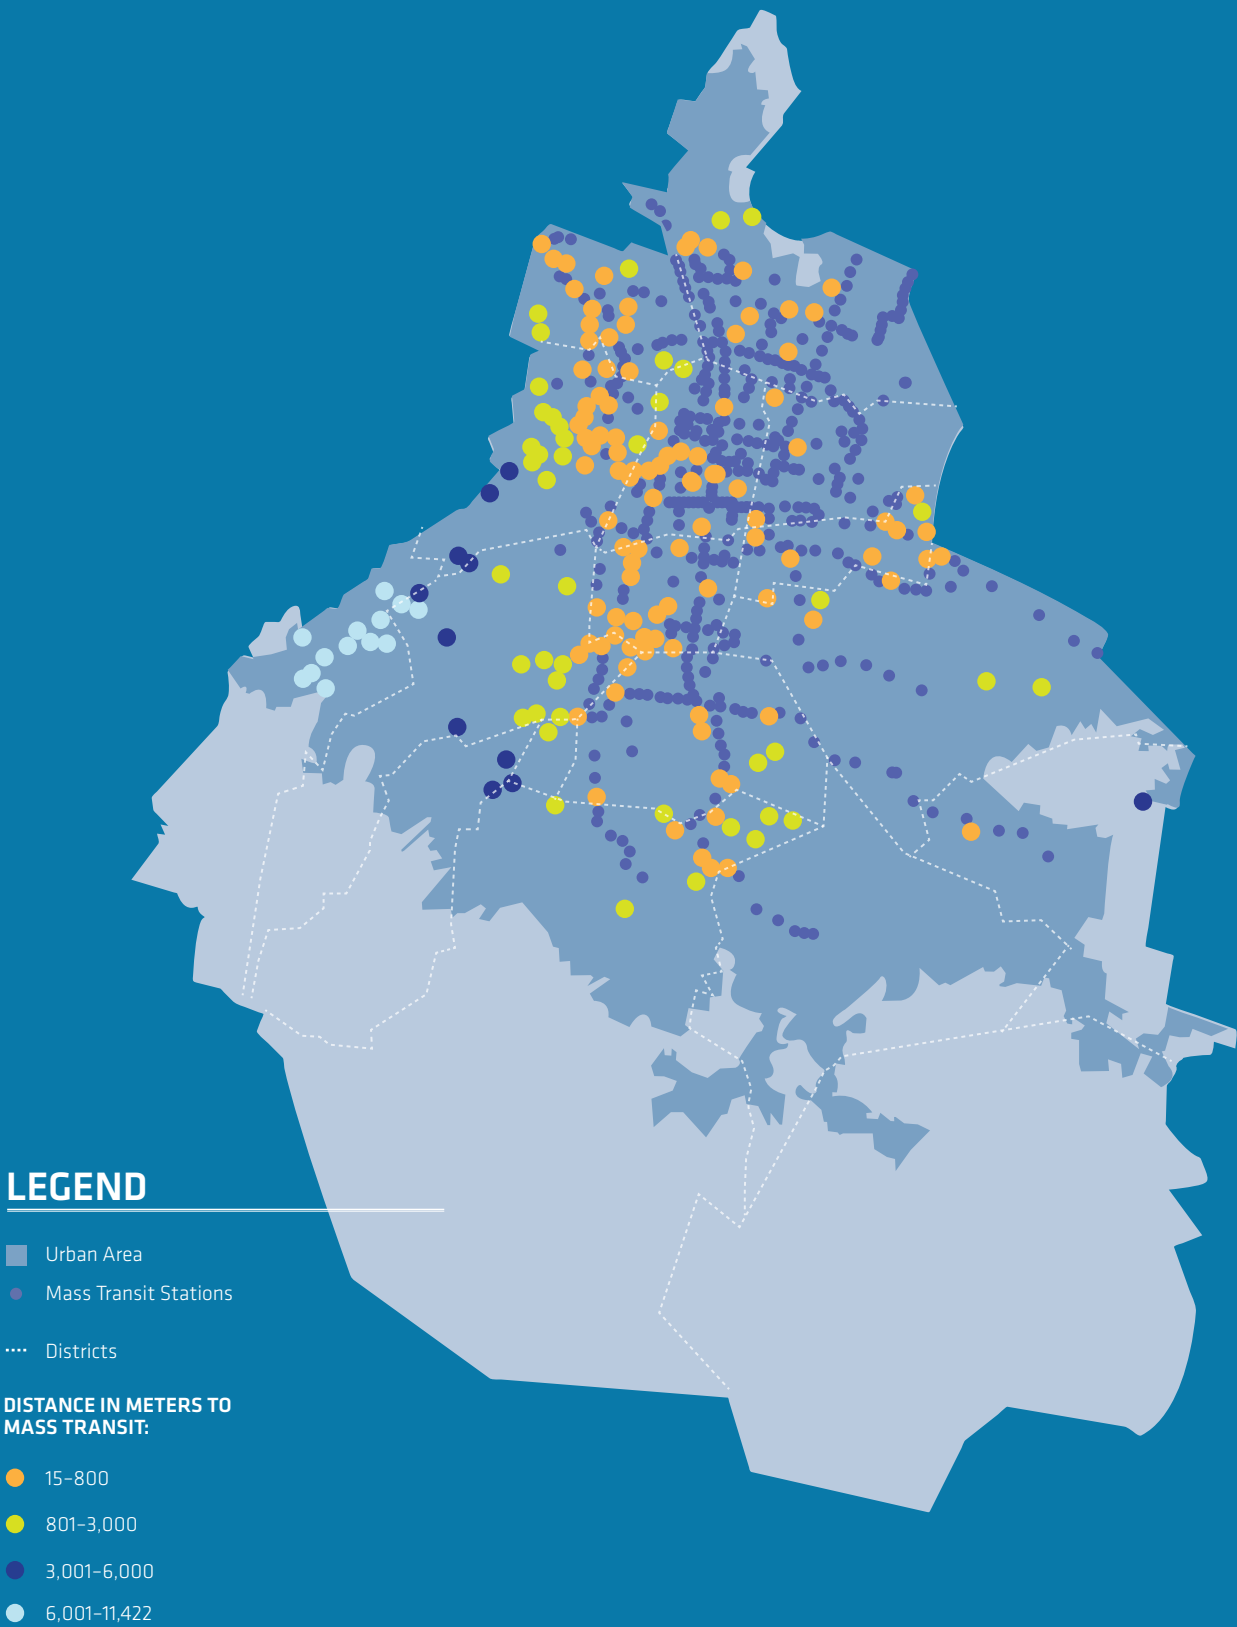 LEGEND
Urban Area
Mass Transit Stations
Districts
DISTANCE IN METERS TO
MASS TRANSIT:
15–800
801–3,000
3,001–6,000
6,001–11,422